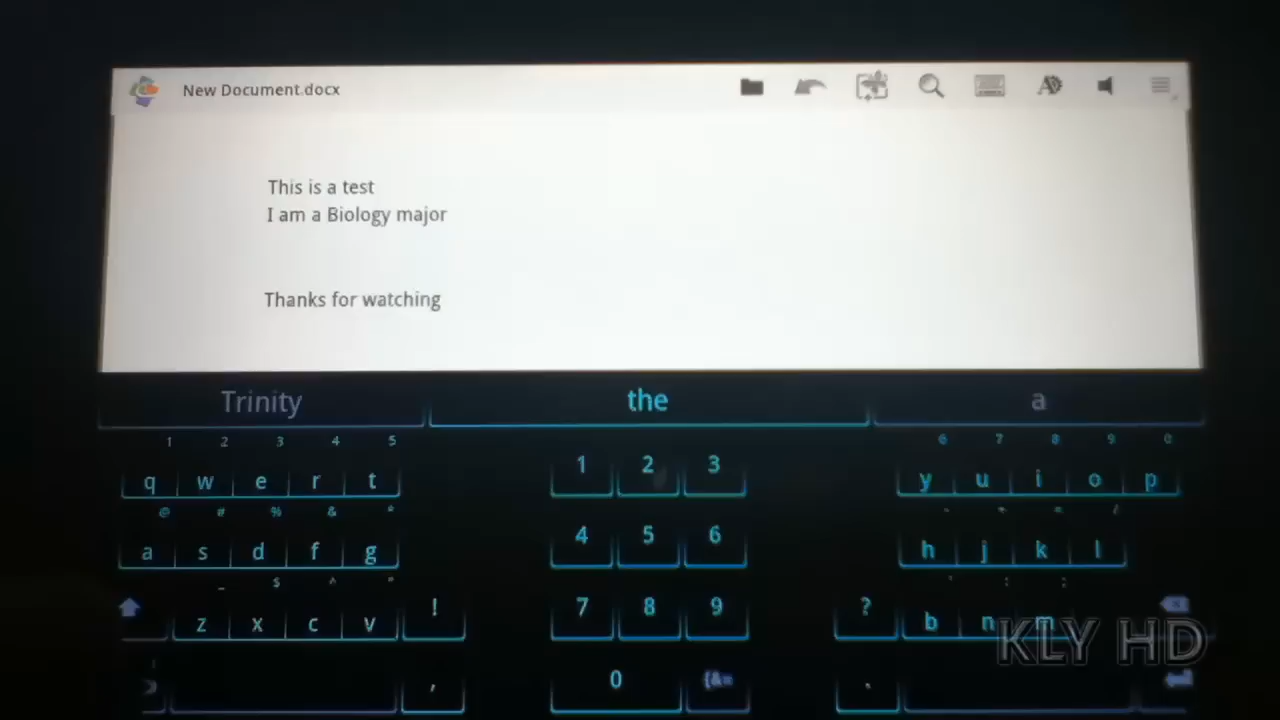 New Document.docx
This is a test
I am a Biology major
Thanks for watching
Trinity the a
1 2 3 4 5 6 7 8 9 0
q w e r t 1 2 3 y u i o p
@ # % & *
a s d f g 4 5 6 h j k l
_ $ ^ " ' : ;
z x c v ! 7 8 9 ? b n m
, 0 {&= .
KLY HD